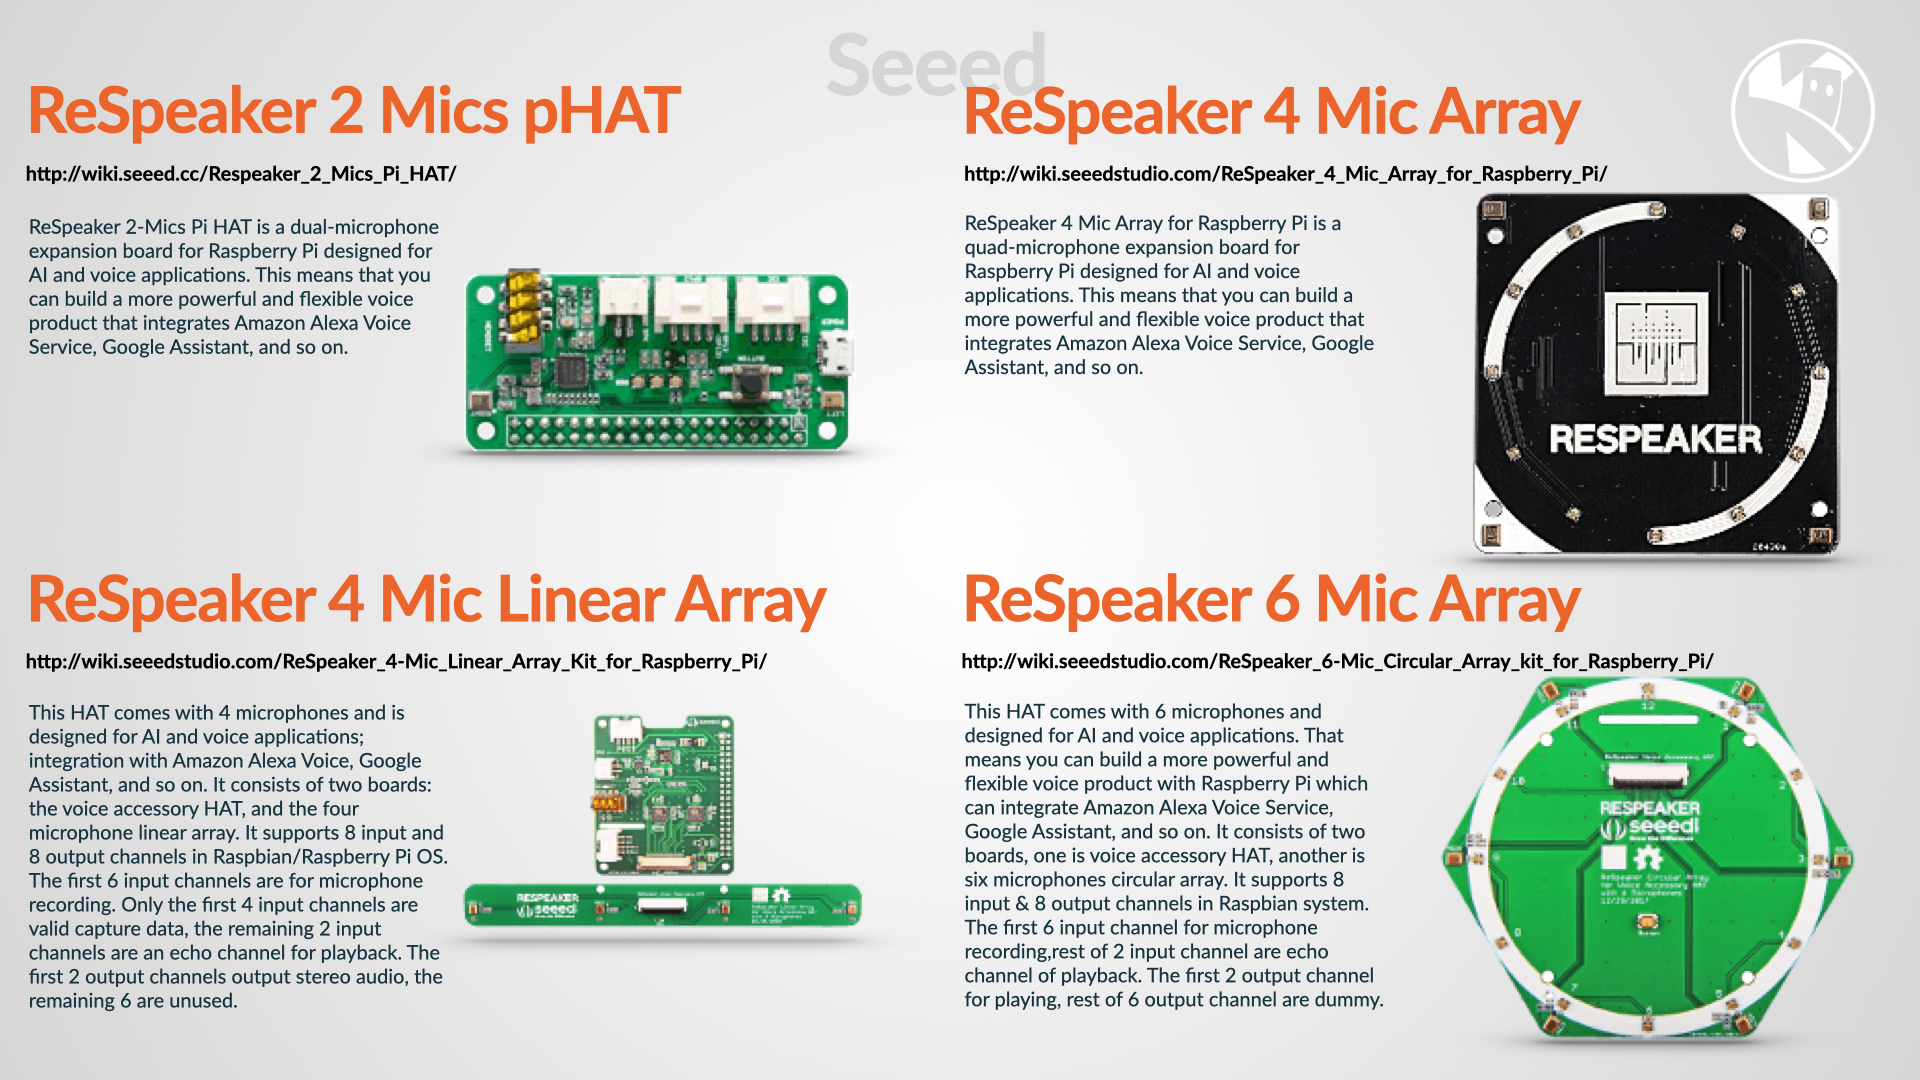 Seeed
ReSpeaker 2 Mics pHAT
http://wiki.seeed.cc/Respeaker_2_Mics_Pi_HAT/
ReSpeaker 2-Mics Pi HAT is a dual-microphone
expansion board for Raspberry Pi designed for
AI and voice applications. This means that you
can build a more powerful and flexible voice
product that integrates Amazon Alexa Voice
Service, Google Assistant, and so on.
ReSpeaker 4 Mic Array
http://wiki.seeedstudio.com/ReSpeaker_4_Mic_Array_for_Raspberry_Pi/
ReSpeaker 4 Mic Array for Raspberry Pi is a
quad-microphone expansion board for
Raspberry Pi designed for AI and voice
applications. This means that you can build a
more powerful and flexible voice product that
integrates Amazon Alexa Voice Service, Google
Assistant, and so on.
RESPEAKER
ReSpeaker 4 Mic Linear Array
http://wiki.seeedstudio.com/ReSpeaker_4-Mic_Linear_Array_Kit_for_Raspberry_Pi/
This HAT comes with 4 microphones and is
designed for AI and voice applications;
integration with Amazon Alexa Voice, Google
Assistant, and so on. It consists of two boards:
the voice accessory HAT, and the four
microphone linear array. It supports 8 input and
8 output channels in Raspbian/Raspberry Pi OS.
The first 6 input channels are for microphone
recording. Only the first 4 input channels are
valid capture data, the remaining 2 input
channels are an echo channel for playback. The
first 2 output channels output stereo audio, the
remaining 6 are unused.
RESPEAKER
seeed
ReSpeaker 6 Mic Array
http://wiki.seeedstudio.com/ReSpeaker_6-Mic_Circular_Array_kit_for_Raspberry_Pi/
This HAT comes with 6 microphones and
designed for AI and voice applications. That
means you can build a more powerful and
flexible voice product with Raspberry Pi which
can integrate Amazon Alexa Voice Service,
Google Assistant, and so on. It consists of two
boards, one is voice accessory HAT, another is
six microphones circular array. It supports 8
input & 8 output channels in Raspbian system.
The first 6 input channel for microphone
recording,rest of 2 input channel are echo
channel of playback. The first 2 output channel
for playing, rest of 6 output channel are dummy.
12
RESPEAKER
seeed
ReSpeaker Circular Array
for Voice Accessory HAT
with 6 Microphones
Button